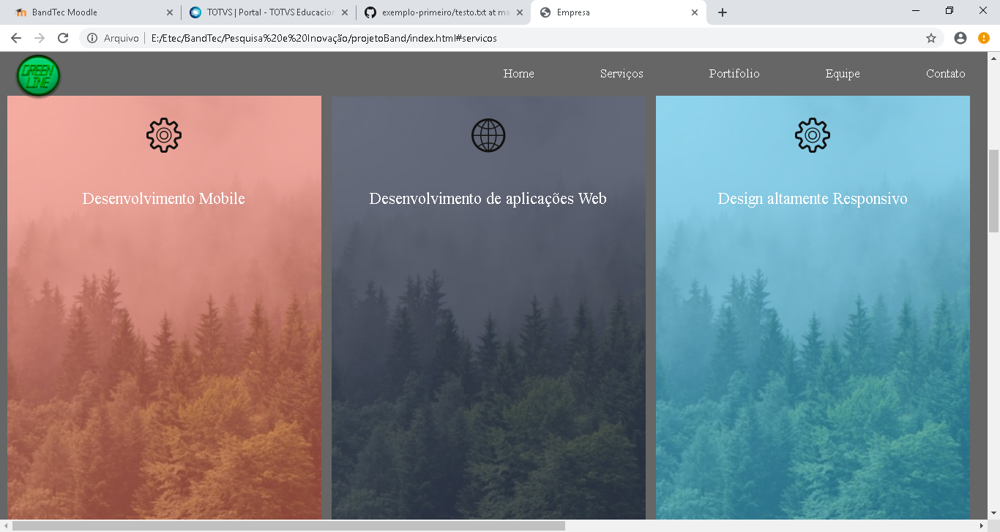 BandTec Moodle
TOTVS | Portal - TOTVS Educacion
exemplo-primeiro/testo.txt at ma
Empresa
Arquivo
E:/Etec/BandTec/Pesquisa%20e%20Inovação/projetoBand/index.html#servicos
GREEN
LINE
Home
Serviços
Portifolio
Equipe
Contato
Desenvolvimento Mobile
Desenvolvimento de aplicações Web
Design altamente Responsivo